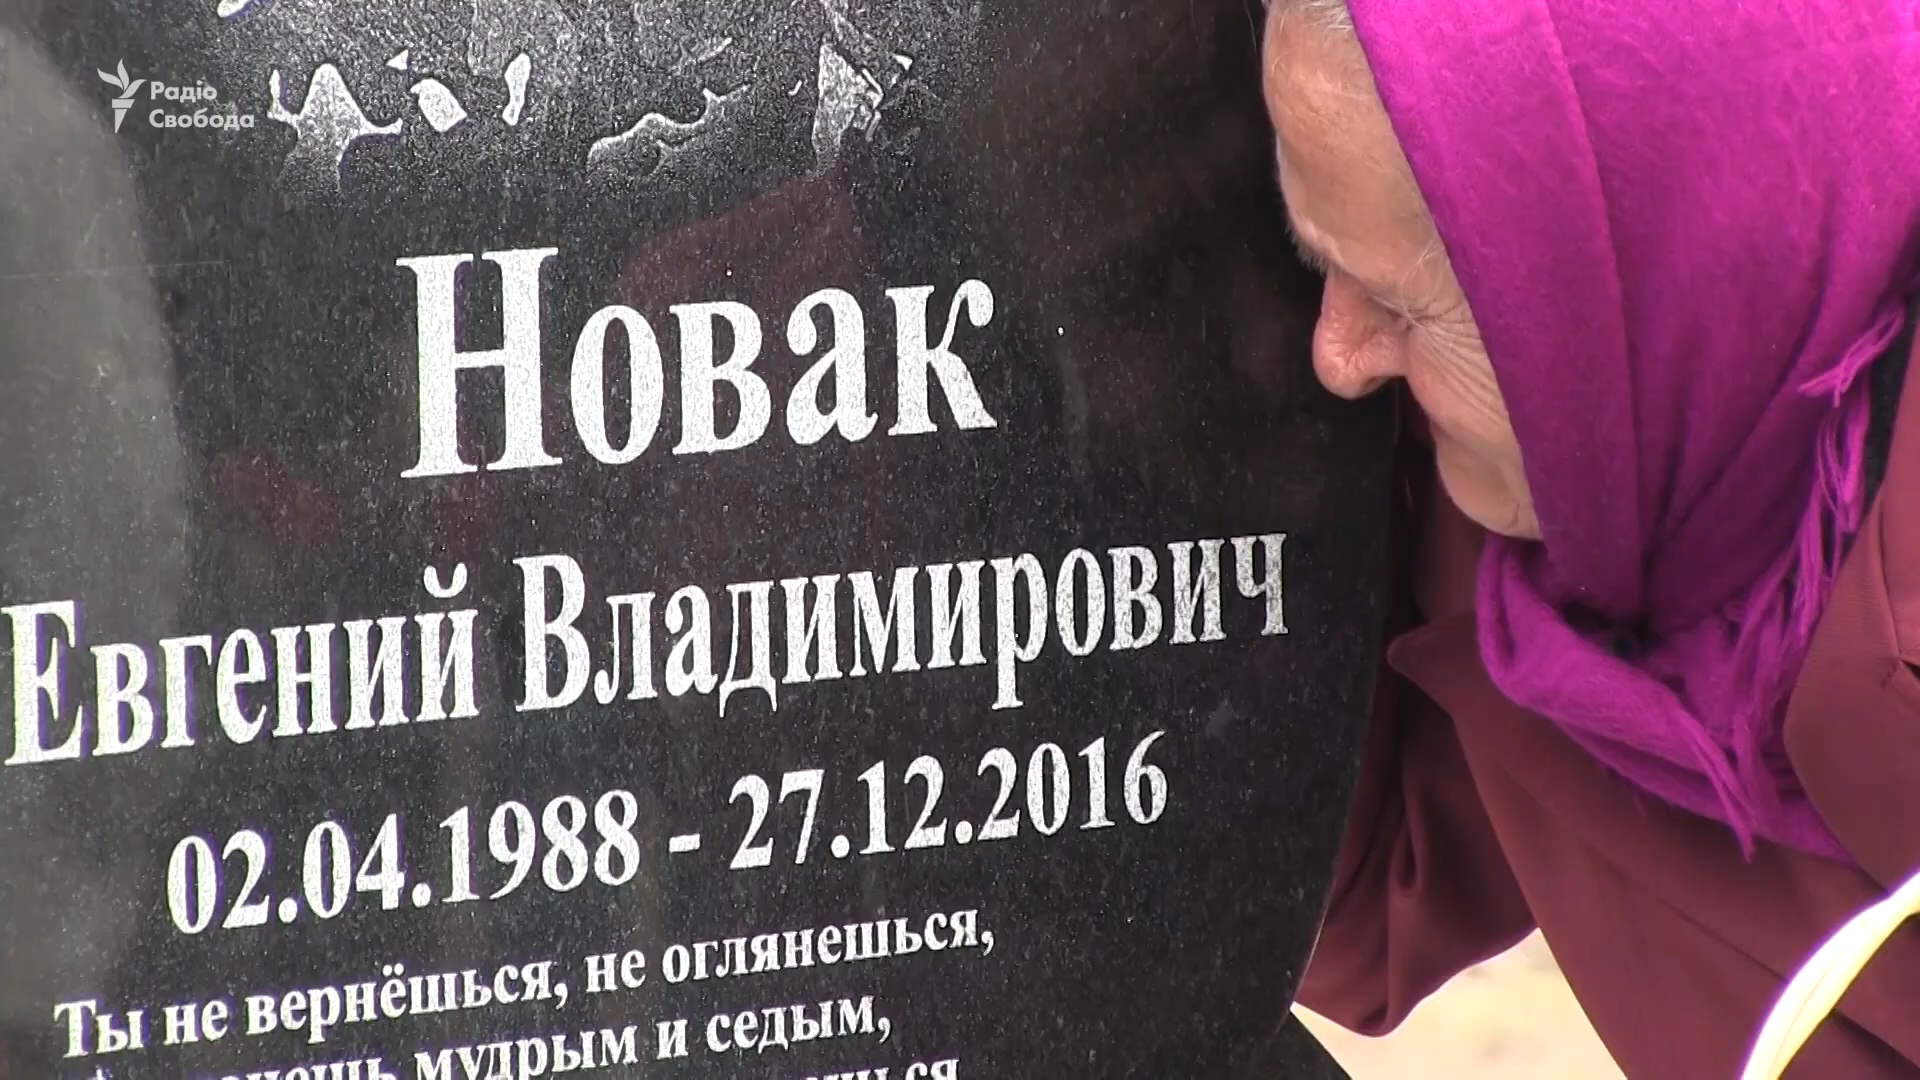 Радіо
Свобода
Новак
Евгений Владимирович
02.04.1988 - 27.12.2016
Ты не вернёшься, не оглянешься,
мудрым и седым,